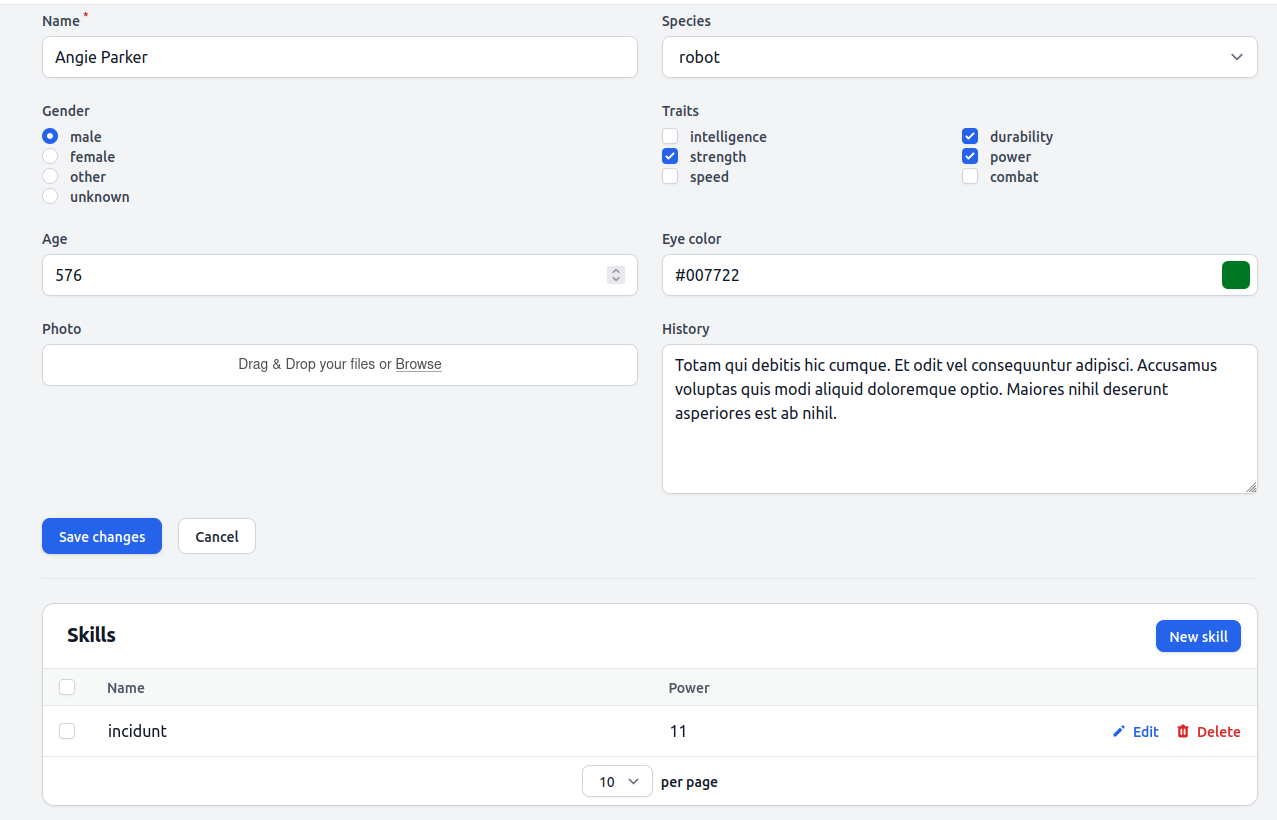 Name *
Species
Angie Parker
robot
Gender
Traits
male
female
other
unknown
intelligence
strength
speed
durability
power
combat
Age
Eye color
576
#007722
Photo
History
Drag & Drop your files or Browse
Totam qui debitis hic cumque. Et odit vel consequuntur adipisci. Accusamus
voluptas quis modi aliquid doloremque optio. Maiores nihil deserunt
asperiores est ab nihil.
Save changes
Cancel
Skills
New skill
Name
Power
incidunt
11
Edit
Delete
10
per page